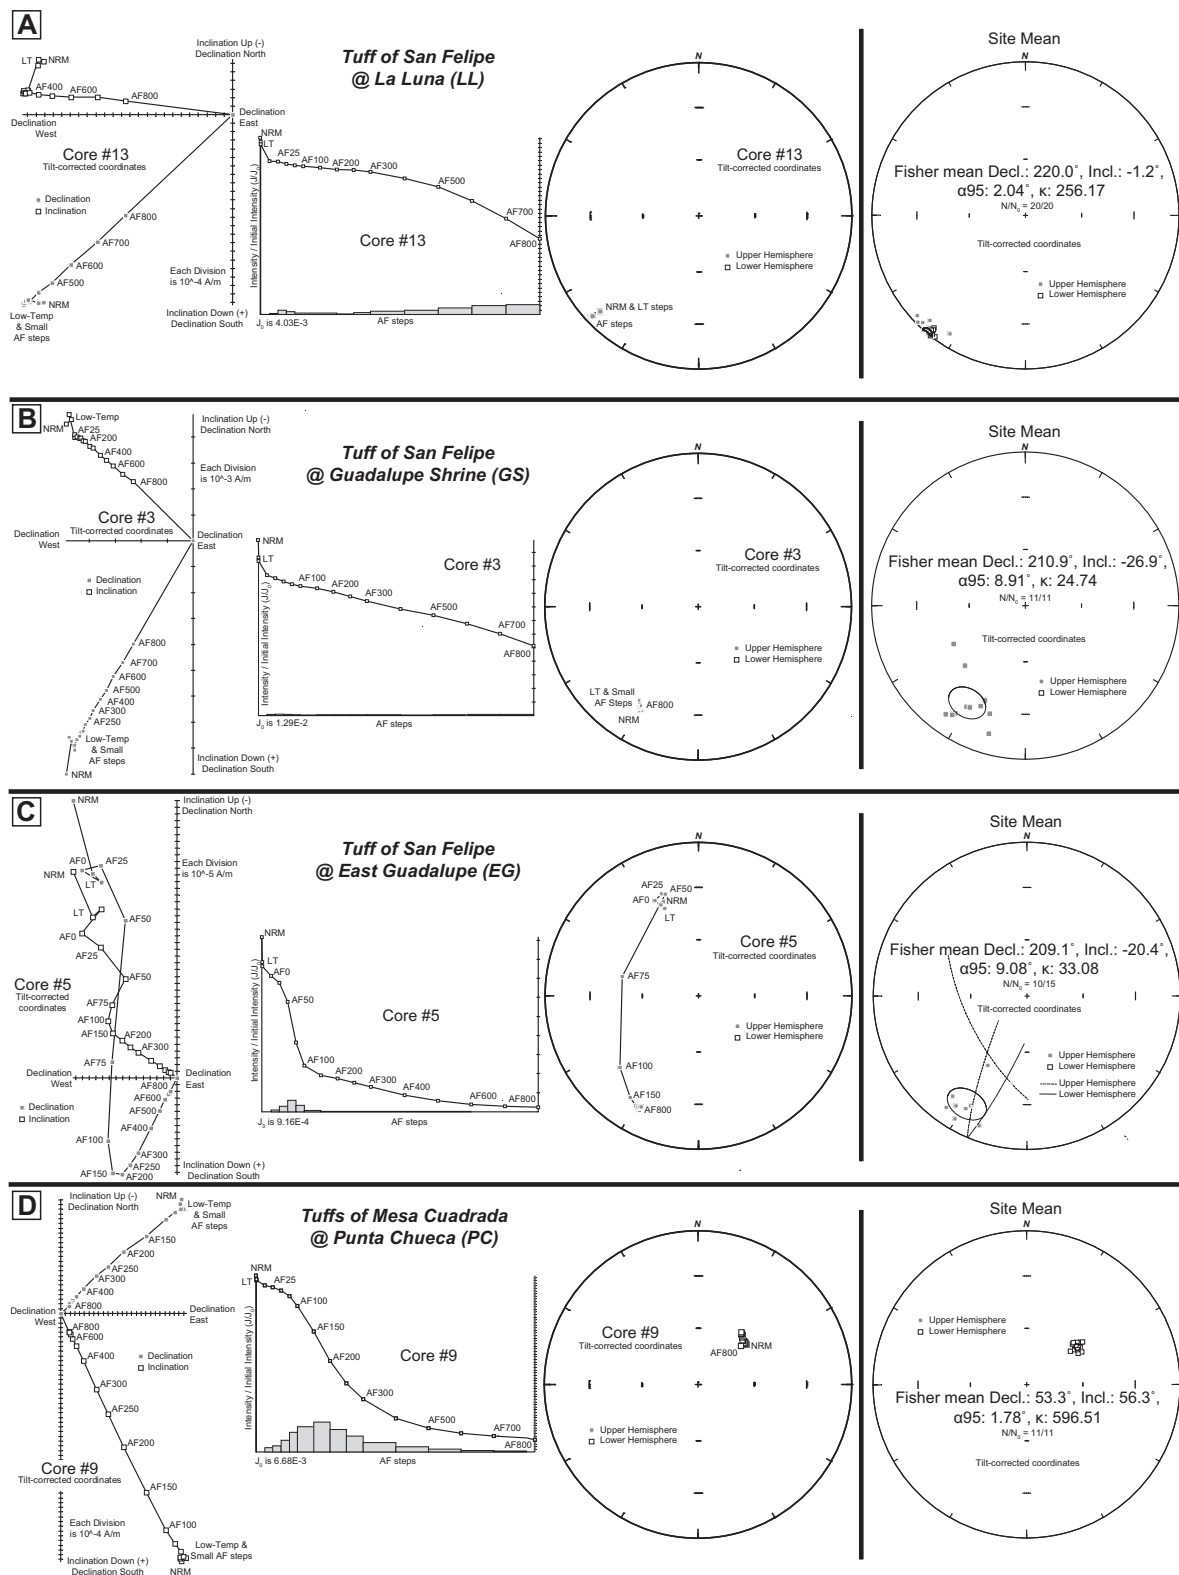 A
Tuff of San Felipe
@ La Luna (LL)
Inclination Up (-)
Declination North
LT
NRM
AF400
AF600
AF800
Declination
West
Declination
East
Core #13
Tilt-corrected coordinates
Declination
Inclination
AF800
AF700
AF600
AF500
NRM
Low-Temp
& Small
AF steps
Each Division
is 10^-4 A/m
Inclination Down (+)
Declination South
Intensity / Initial Intensity (J/J₀)
NRM
LT
AF25
AF100
AF200
AF300
AF500
AF700
AF800
Core #13
J₀ is 4.03E-3
AF steps
N
Core #13
Tilt-corrected coordinates
Upper Hemisphere
Lower Hemisphere
NRM & LT steps
AF steps
Site Mean
N
Fisher mean Decl.: 220.0˚, Incl.: -1.2˚,
α95: 2.04˚, κ: 256.17
N/N₀ = 20/20
Tilt-corrected coordinates
Upper Hemisphere
Lower Hemisphere
B
Tuff of San Felipe
@ Guadalupe Shrine (GS)
Low-Temp
NRM
AF25
AF200
AF400
AF600
AF800
Inclination Up (-)
Declination North
Each Division
is 10^-3 A/m
Core #3
Tilt-corrected coordinates
Declination
West
Declination
East
Declination
Inclination
AF800
AF700
AF600
AF500
AF400
AF300
AF250
Low-Temp
& Small
AF steps
NRM
Inclination Down (+)
Declination South
Intensity / Initial Intensity (J/J₀)
NRM
LT
AF100
AF200
AF300
AF500
AF700
AF800
Core #3
J₀ is 1.29E-2
AF steps
N
Core #3
Tilt-corrected coordinates
Upper Hemisphere
Lower Hemisphere
LT & Small
AF Steps
AF800
NRM
Site Mean
N
Fisher mean Decl.: 210.9˚, Incl.: -26.9˚,
α95: 8.91˚, κ: 24.74
N/N₀ = 11/11
Tilt-corrected coordinates
Upper Hemisphere
Lower Hemisphere
C
Tuff of San Felipe
@ East Guadalupe (EG)
NRM
Inclination Up (-)
Declination North
AF0
AF25
NRM
LT
Each Division
is 10^-5 A/m
LT
AF50
AF0
AF25
Core #5
Tilt-corrected
coordinates
AF50
AF75
AF100
AF150
AF200
AF300
AF75
Declination
West
Declination
East
Declination
Inclination
AF800
AF600
AF500
AF400
AF100
AF300
AF250
AF150
AF200
Inclination Down (+)
Declination South
Intensity / Initial Intensity (J/J₀)
NRM
LT
AF0
AF50
AF100
AF200
AF300
AF400
AF600
AF800
Core #5
J₀ is 9.16E-4
AF steps
N
AF25
AF50
AF0
NRM
LT
Core #5
Tilt-corrected coordinates
AF75
Upper Hemisphere
Lower Hemisphere
AF100
AF150
AF800
Site Mean
N
Fisher mean Decl.: 209.1˚, Incl.: -20.4˚,
α95: 9.08˚, κ: 33.08
N/N₀ = 10/15
Tilt-corrected coordinates
Upper Hemisphere
Lower Hemisphere
Upper Hemisphere
Lower Hemisphere
D
Tuffs of Mesa Cuadrada
@ Punta Chueca (PC)
Inclination Up (-)
Declination North
NRM
Low-Temp
& Small
AF steps
AF150
AF200
AF250
AF300
AF400
AF800
Declination
West
Declination
East
AF800
AF600
AF400
AF300
AF250
AF200
AF150
AF100
Declination
Inclination
Core #9
Tilt-corrected coordinates
Each Division
is 10^-4 A/m
Low-Temp &
Small AF steps
NRM
Inclination Down (+)
Declination South
Intensity / Initial Intensity (J/J₀)
NRM
LT
AF25
AF100
AF150
AF200
AF300
AF500
AF700
AF800
Core #9
J₀ is 6.68E-3
AF steps
N
Core #9
Tilt-corrected coordinates
AF800
NRM
Upper Hemisphere
Lower Hemisphere
Site Mean
N
Upper Hemisphere
Lower Hemisphere
Fisher mean Decl.: 53.3˚, Incl.: 56.3˚,
α95: 1.78˚, κ: 596.51
N/N₀ = 11/11
Tilt-corrected coordinates